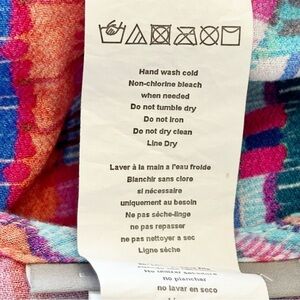 Hand wash cold
Non-chlorine bleach
when needed
Do not tumble dry
Do not iron
Do not dry clean
Line Dry
Laver à la main a l'eau froide
Blanchir sans clore
si nécessaire
uniquement au besoin
Ne pas sèche-linge
ne pas repasser
ne pas nettoyer a sec
Ligne sèche
no planchar
no lavar en seco